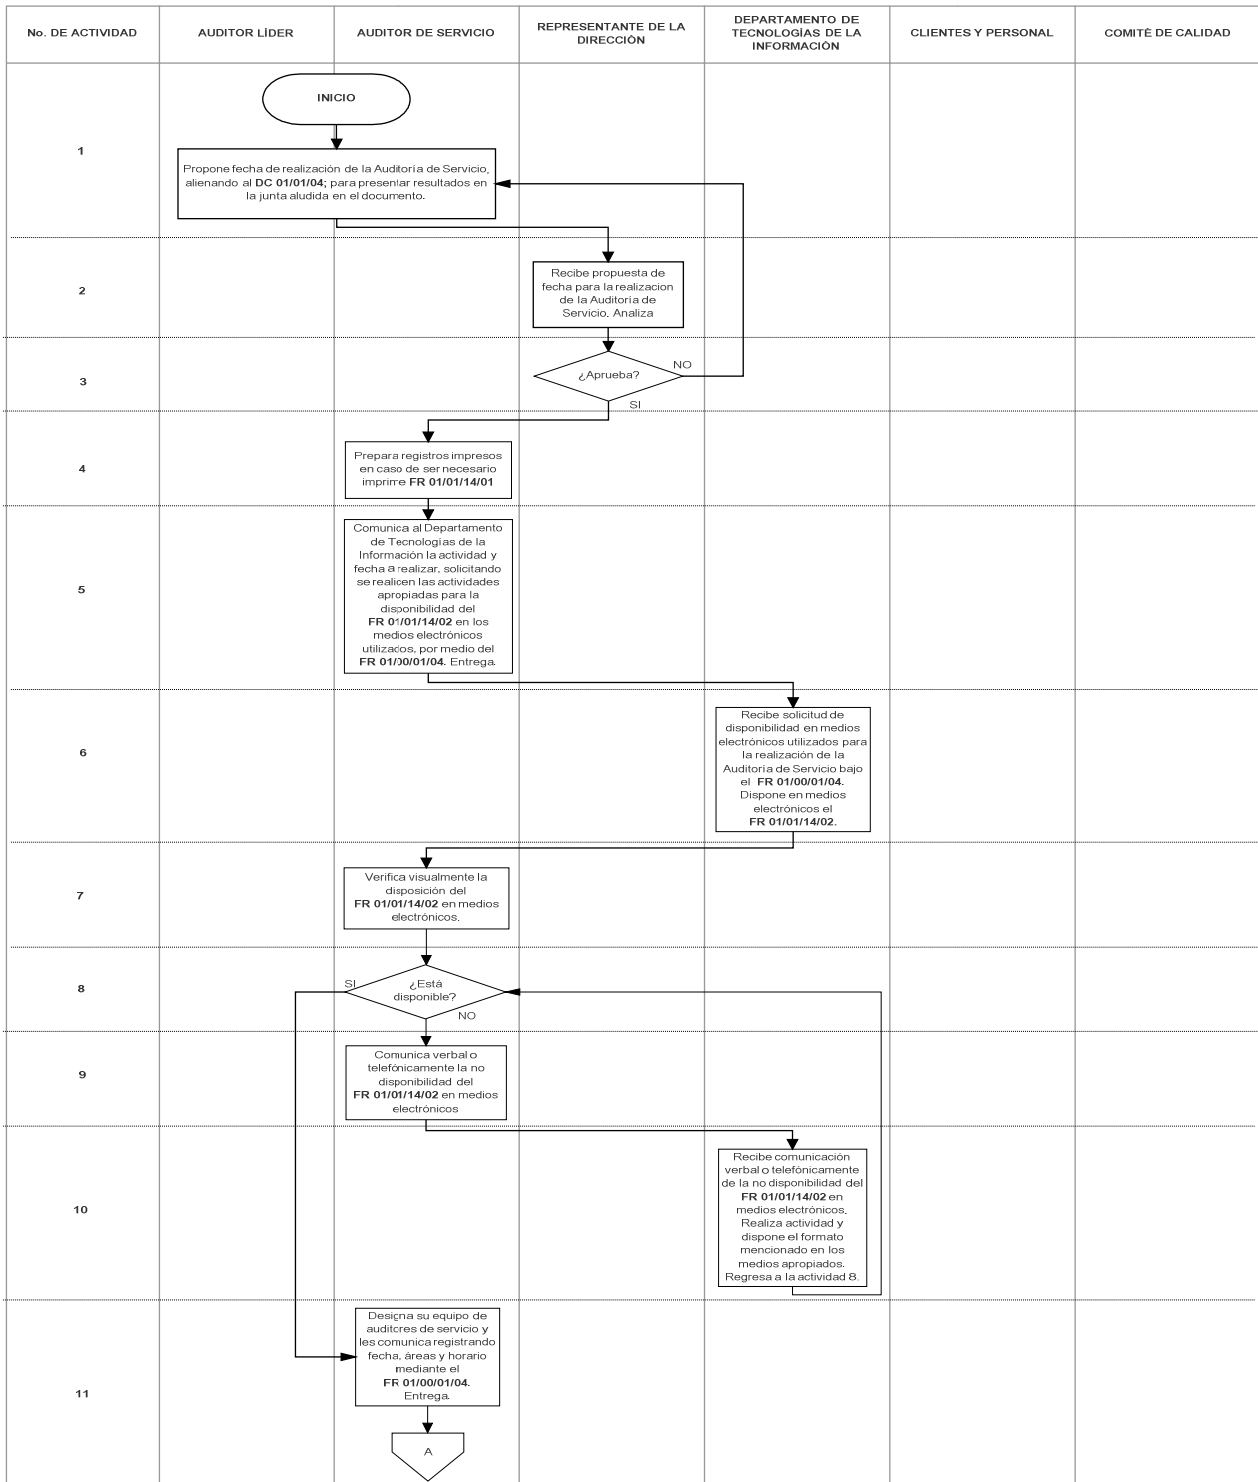 No. DE ACTIVIDAD
AUDITOR LÍDER
AUDITOR DE SERVICIO
REPRESENTANTE DE LA
DIRECCIÓN
DEPARTAMENTO DE
TECNOLOGÍAS DE LA
INFORMACIÓN
CLIENTES Y PERSONAL
COMITÉ DE CALIDAD
INICIO
1
Propone fecha de realización de la Auditoría de Servicio,
alienando al DC 01/01/04; para presentar resultados en
la junta aludida en el documento.
2
Recibe propuesta de
fecha para la realizacion
de la Auditoría de
Servicio. Analiza
3
¿Aprueba?
NO
SI
4
Prepara registros impresos
en caso de ser necesario
imprime FR 01/01/14/01
5
Comunica al Departamento
de Tecnologías de la
Información la actividad y
fecha a realizar, solicitando
se realicen las actividades
apropiadas para la
disponibilidad del
FR 01/01/14/02 en los
medios electrónicos
utilizados, por medio del
FR 01/00/01/04. Entrega.
6
Recibe solicitud de
disponibilidad en medios
electrónicos utilizados para
la realización de la
Auditoría de Servicio bajo
el FR 01/00/01/04.
Dispone en medios
electrónicos el
FR 01/01/14/02.
7
Verifica visualmente la
disposición del
FR 01/01/14/02 en medios
electrónicos.
8
SI
¿Está
disponible?
NO
9
Comunica verbal o
telefónicamente la no
disponibilidad del
FR 01/01/14/02 en medios
electrónicos
10
Recibe comunicación
verbal o telefónicamente
de la no disponibilidad del
FR 01/01/14/02 en
medios electrónicos.
Realiza actividad y
dispone el formato
mencionado en los
medios apropiados.
Regresa a la actividad 8.
11
Designa su equipo de
auditores de servicio y
les comunica registrando
fecha, áreas y horario
mediante el
FR 01/00/01/04.
Entrega.
A